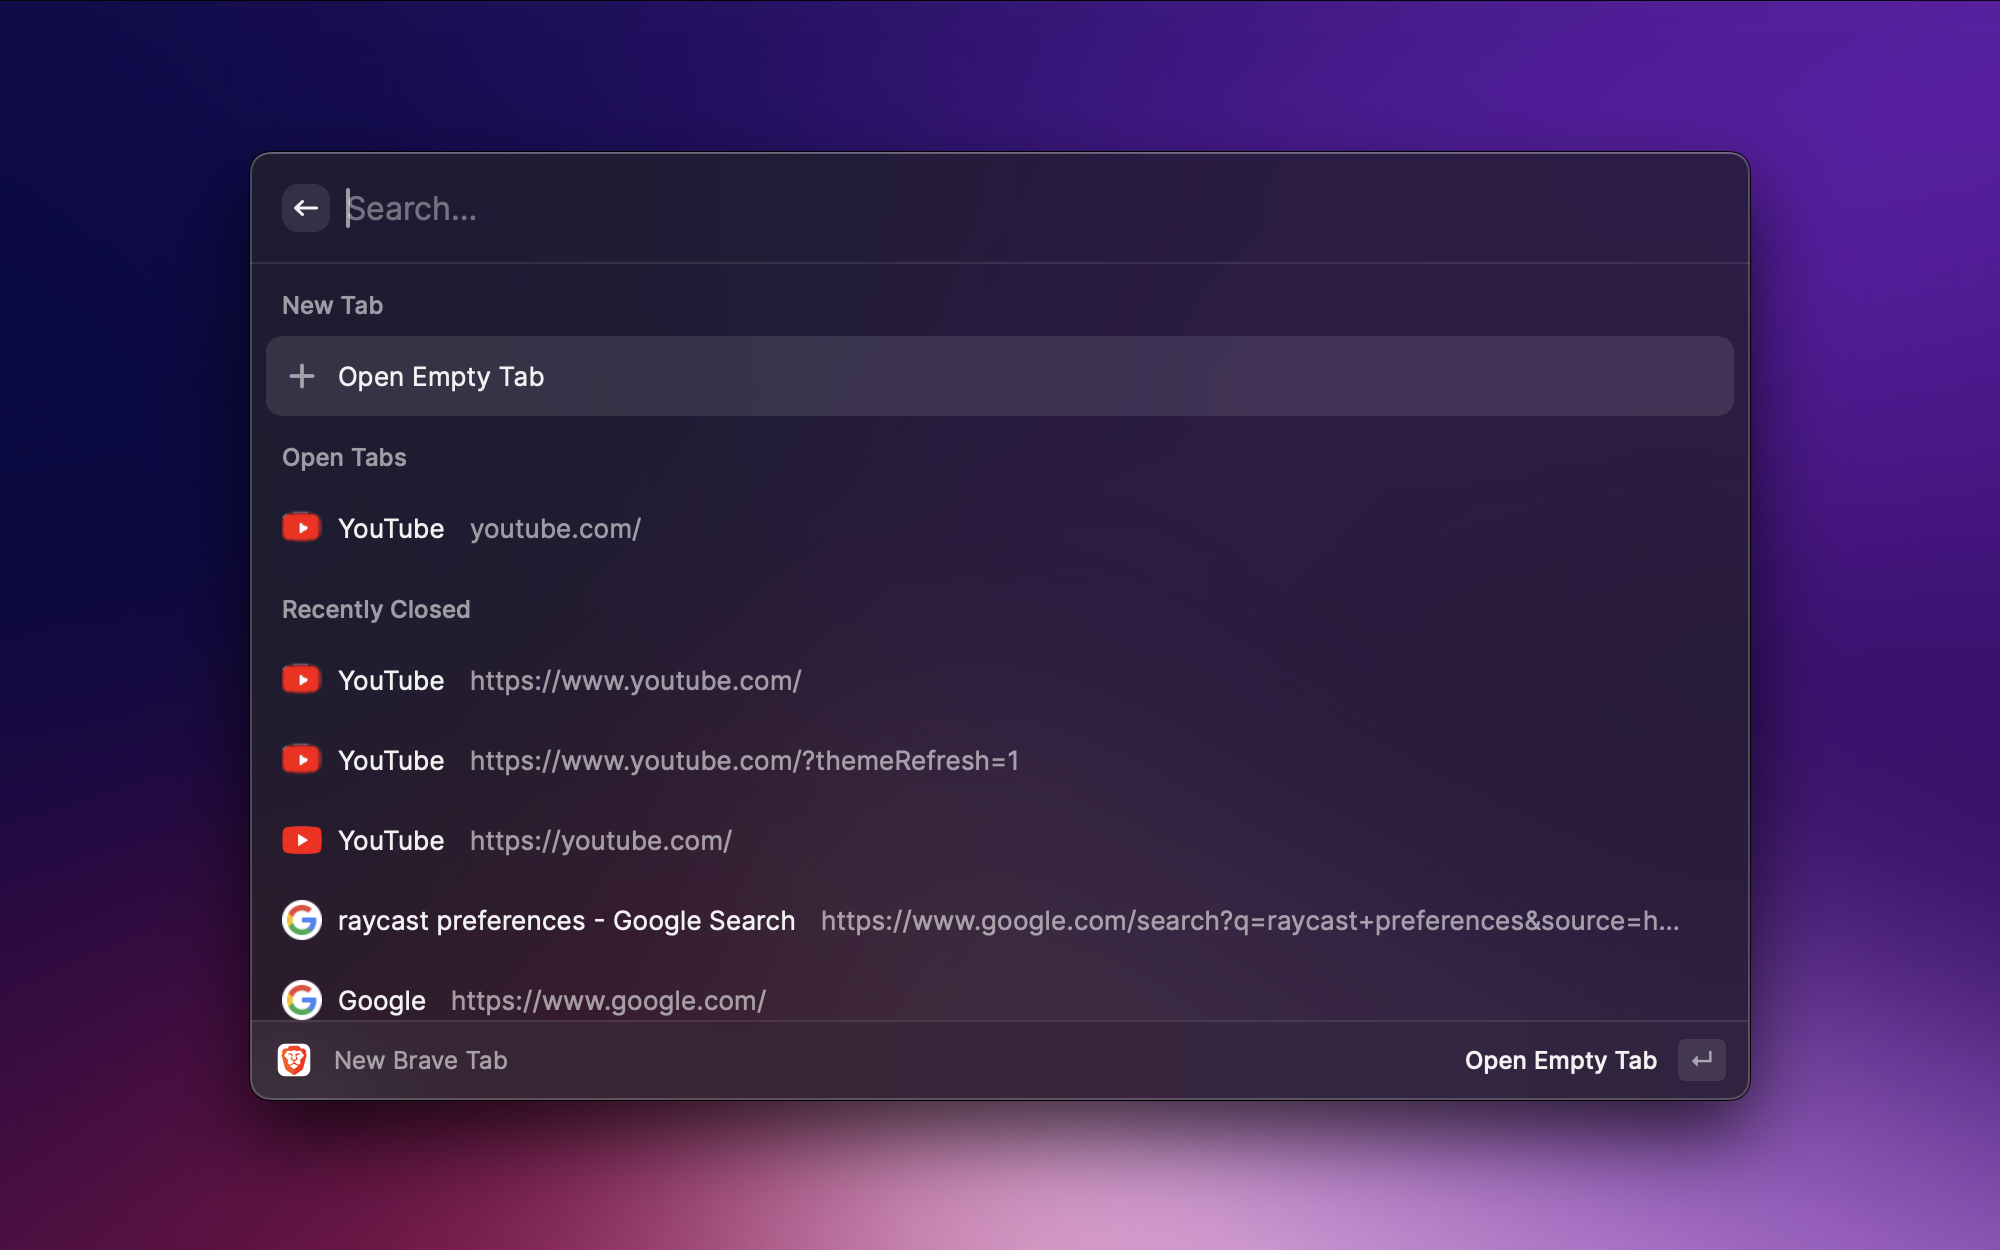 Search...
New Tab
Open Empty Tab
Open Tabs
YouTube youtube.com/
Recently Closed
YouTube https://www.youtube.com/
YouTube https://www.youtube.com/?themeRefresh=1
YouTube https://youtube.com/
raycast preferences - Google Search https://www.google.com/search?q=raycast+preferences&source=h...
Google https://www.google.com/
New Brave Tab Open Empty Tab